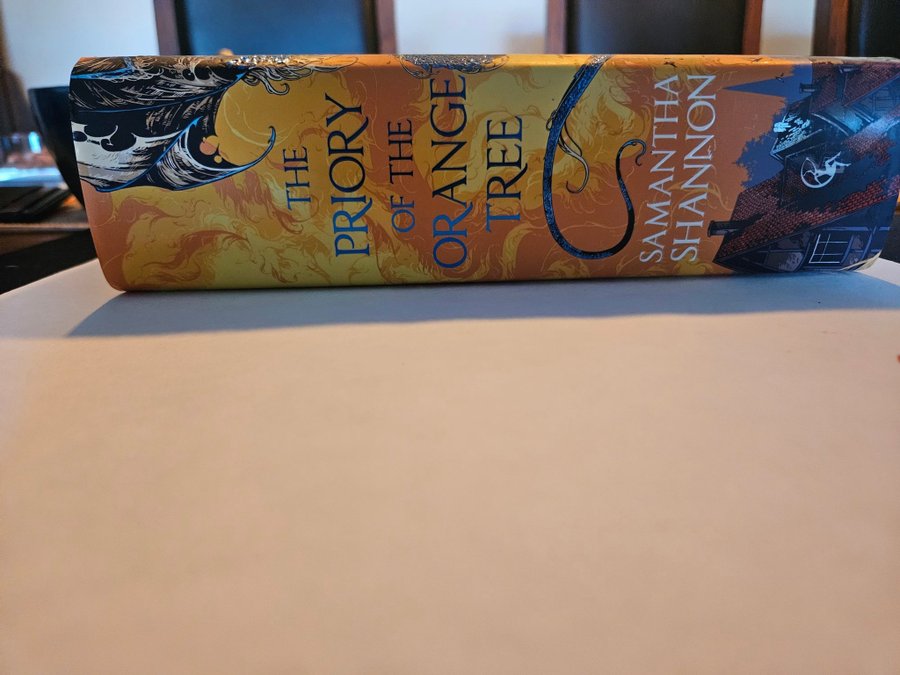 THE
PRIORY
OF THE
ORANGE
TREE
SAMANTHA
SHANNON